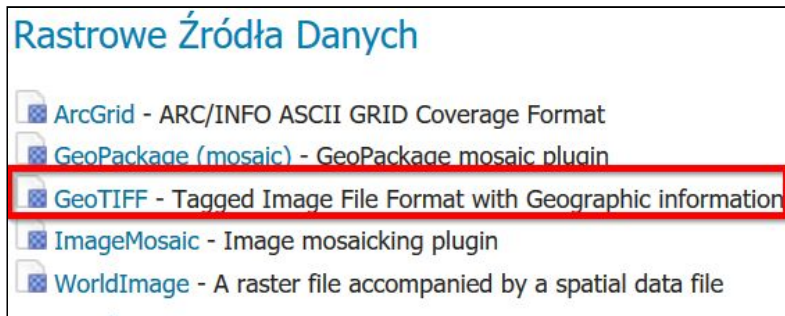 Rastrowe Źródła Danych
ArcGrid - ARC/INFO ASCII GRID Coverage Format
GeoPackage (mosaic) - GeoPackage mosaic plugin
GeoTIFF - Tagged Image File Format with Geographic information
ImageMosaic - Image mosaicking plugin
WorldImage - A raster file accompanied by a spatial data file